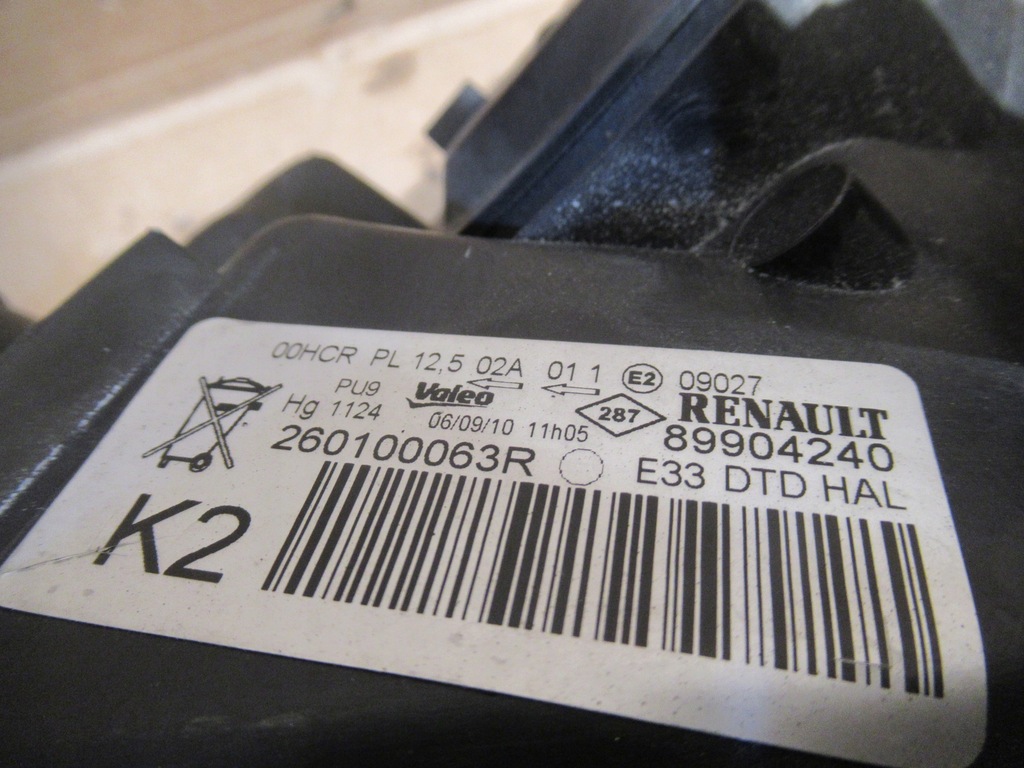 00HCR PL 12,5 02A 01 1 E2 09027
PU9 Valeo 287 RENAULT
Hg 1124 06/09/10 11h05 89904240
260100063R E33 DTD HAL
K2